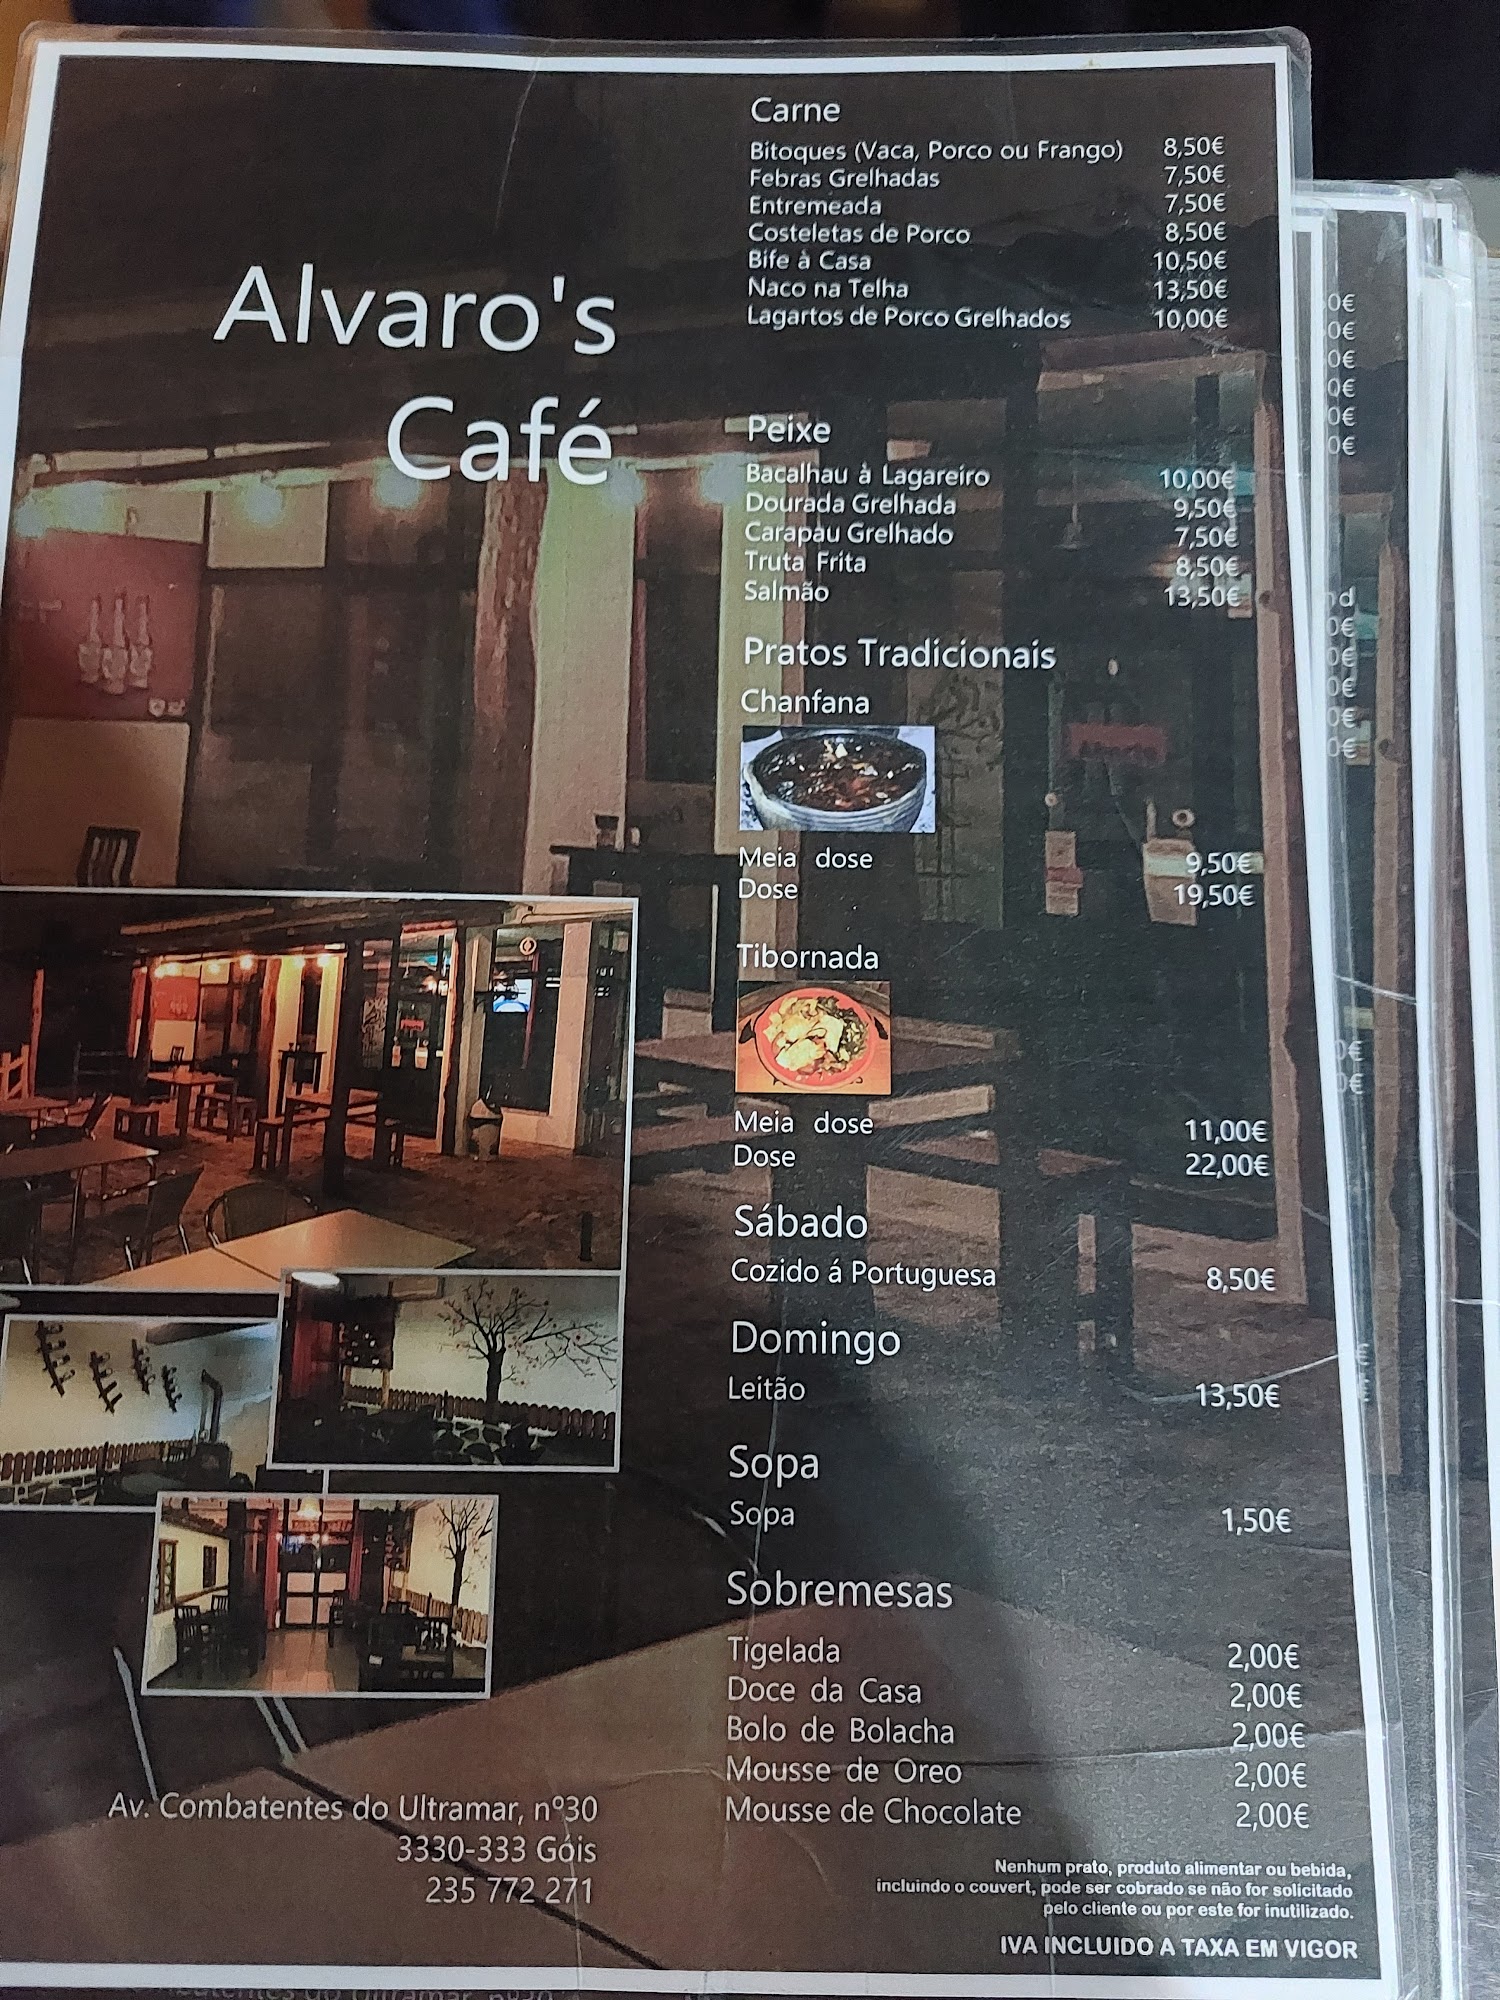 Alvaro's
Café
Carne
Bitoques (Vaca, Porco ou Frango) 8,50€
Febras Grelhadas 7,50€
Entremeada 7,50€
Costeletas de Porco 8,50€
Bife à Casa 10,50€
Naco na Telha 13,50€
Lagartos de Porco Grelhados 10,00€
Peixe
Bacalhau à Lagareiro 10,00€
Dourada Grelhada 9,50€
Carapau Grelhado 7,50€
Truta Frita 8,50€
Salmão 13,50€
Pratos Tradicionais
Chanfana
Meia dose 9,50€
Dose 19,50€
Tibornada
Meia dose 11,00€
Dose 22,00€
Sábado
Cozido á Portuguesa 8,50€
Domingo
Leitão 13,50€
Sopa
Sopa 1,50€
Sobremesas
Tigelada 2,00€
Doce da Casa 2,00€
Bolo de Bolacha 2,00€
Mousse de Oreo 2,00€
Mousse de Chocolate 2,00€
Av. Combatentes do Ultramar, nº30
3330-333 Góis
235 772 271
Nenhum prato, produto alimentar ou bebida,
incluindo o couvert, pode ser cobrado se não for solicitado
pelo cliente ou por este for inutilizado.
IVA INCLUIDO A TAXA EM VIGOR